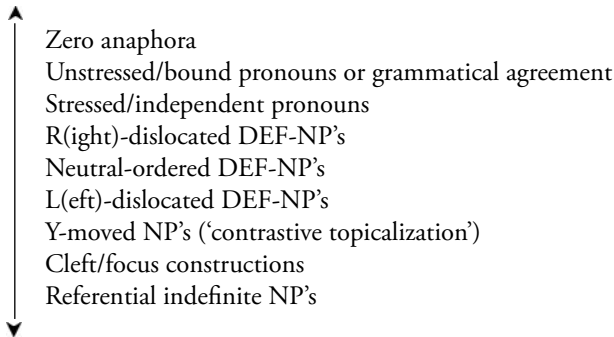 Zero anaphora
Unstressed/bound pronouns or grammatical agreement
Stressed/independent pronouns
R(ight)-dislocated DEF-NP's
Neutral-ordered DEF-NP's
L(eft)-dislocated DEF-NP's
Y-moved NP's (‘contrastive topicalization’)
Cleft/focus constructions
Referential indefinite NP's